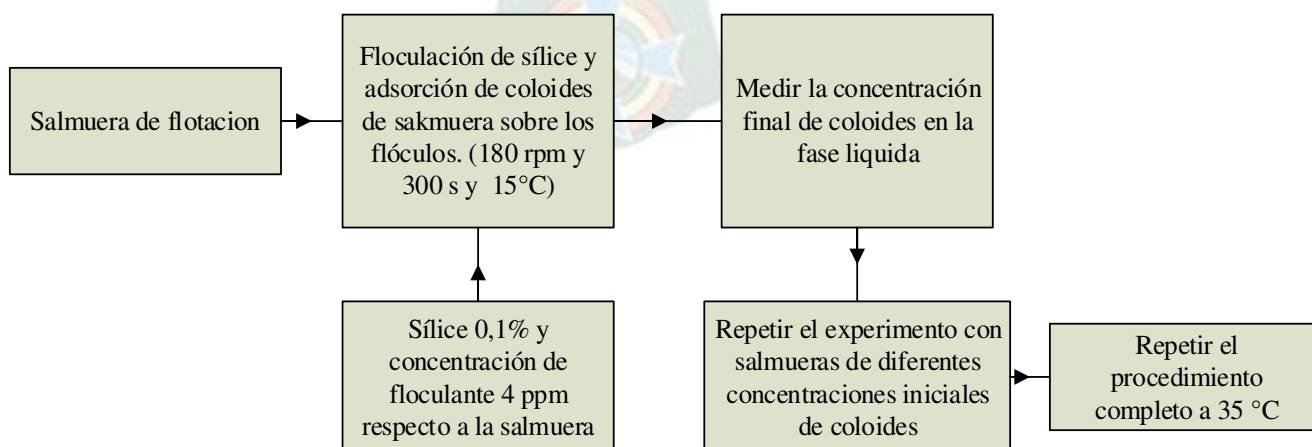 Salmuera de flotacion
Floculación de sílice y
adsorción de coloides
de sakmuera sobre los
flóculos. (180 rpm y
300 s y 15°C)
Medir la concentración
final de coloides en la
fase liquida
Sílice 0,1% y
concentración de
floculante 4 ppm
respecto a la salmuera
Repetir el experimento con
salmueras de diferentes
concentraciones iniciales
de coloides
Repetir el
procedimiento
completo a 35 °C